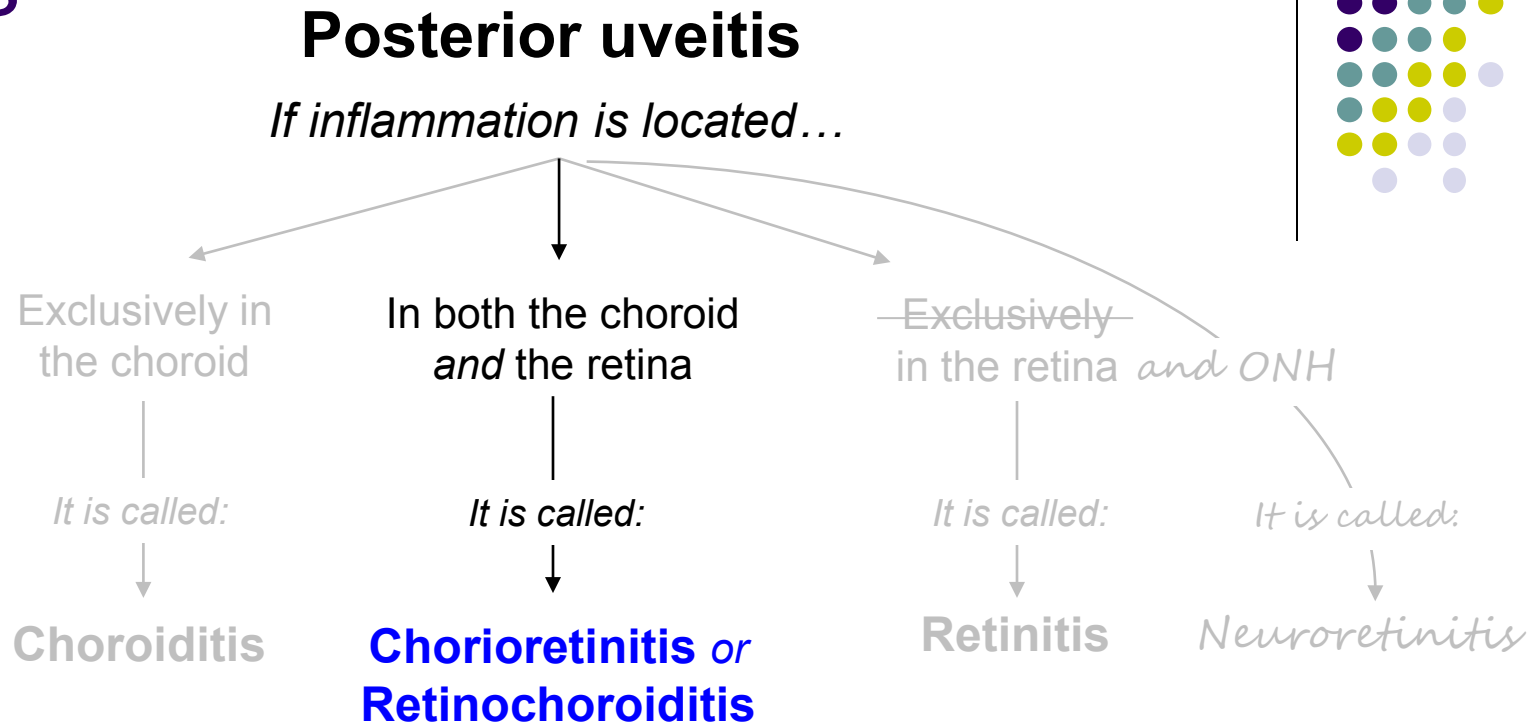 Posterior uveitis
If inflammation is located…
Exclusively in
the choroid
In both the choroid
and the retina
Exclusively
in the retina and ONH
It is called:
It is called:
It is called:
It is called:
Choroiditis
Chorioretinitis or
Retinochoroiditis
Retinitis
Neuroretinitis